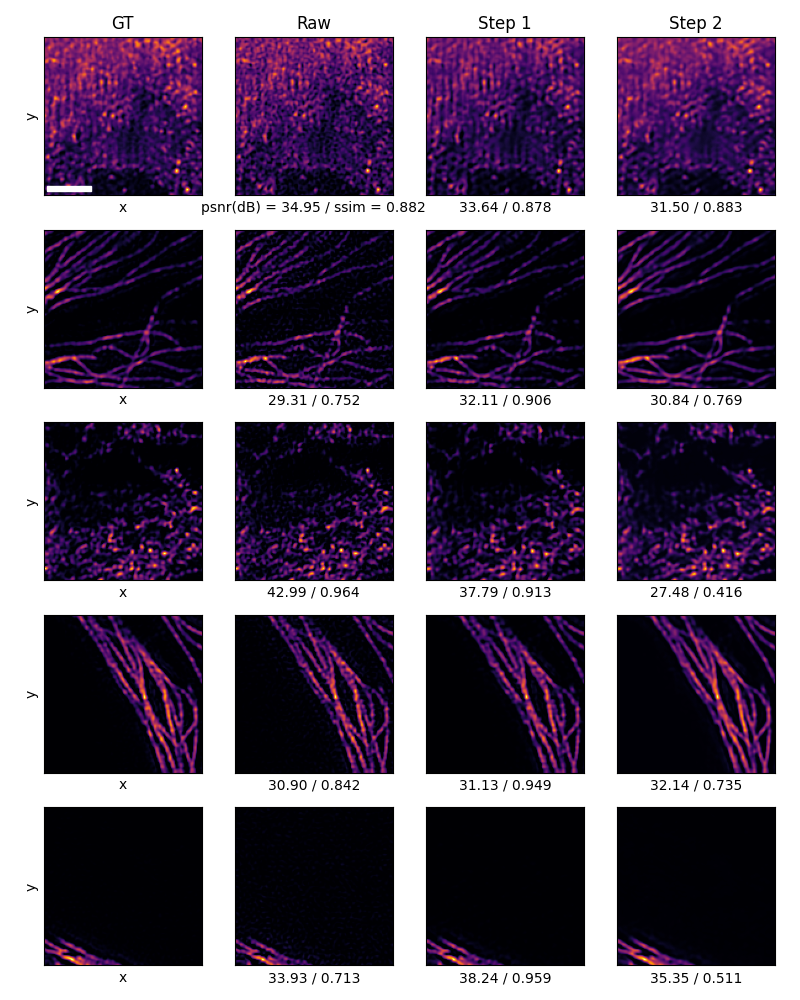 GT Raw Step 1 Step 2
y
x psnr(dB) = 34.95 / ssim = 0.882 33.64 / 0.878 31.50 / 0.883
y
x 29.31 / 0.752 32.11 / 0.906 30.84 / 0.769
y
x 42.99 / 0.964 37.79 / 0.913 27.48 / 0.416
y
x 30.90 / 0.842 31.13 / 0.949 32.14 / 0.735
y
x 33.93 / 0.713 38.24 / 0.959 35.35 / 0.511